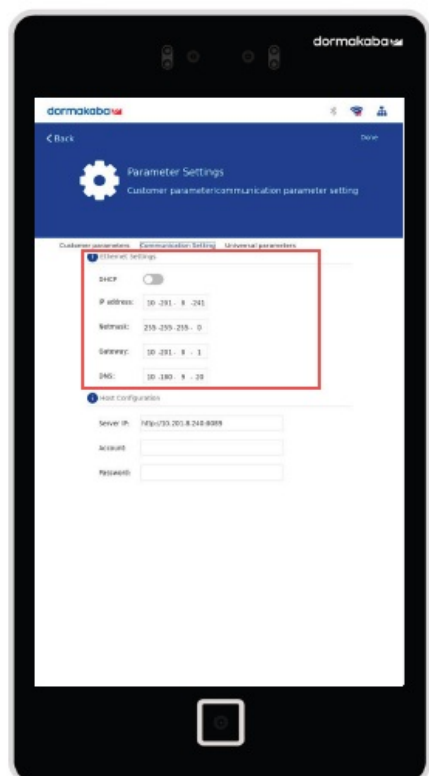 dormakaba
dormakaba
Back
Done
Parameter Settings
Customer parameter/communication parameter setting
Customer parameters Communication Setting Universal parameters
Ethernet Settings
DHCP
IP address: 10 .201. 8 .241
Netmask: 255.255.255. 0
Gateway: 10 .201. 8 . 1
DNS: 10 .180. 9 . 20
Host Configuration
Server IP: http://10.201.8.240:8089
Account:
Password: